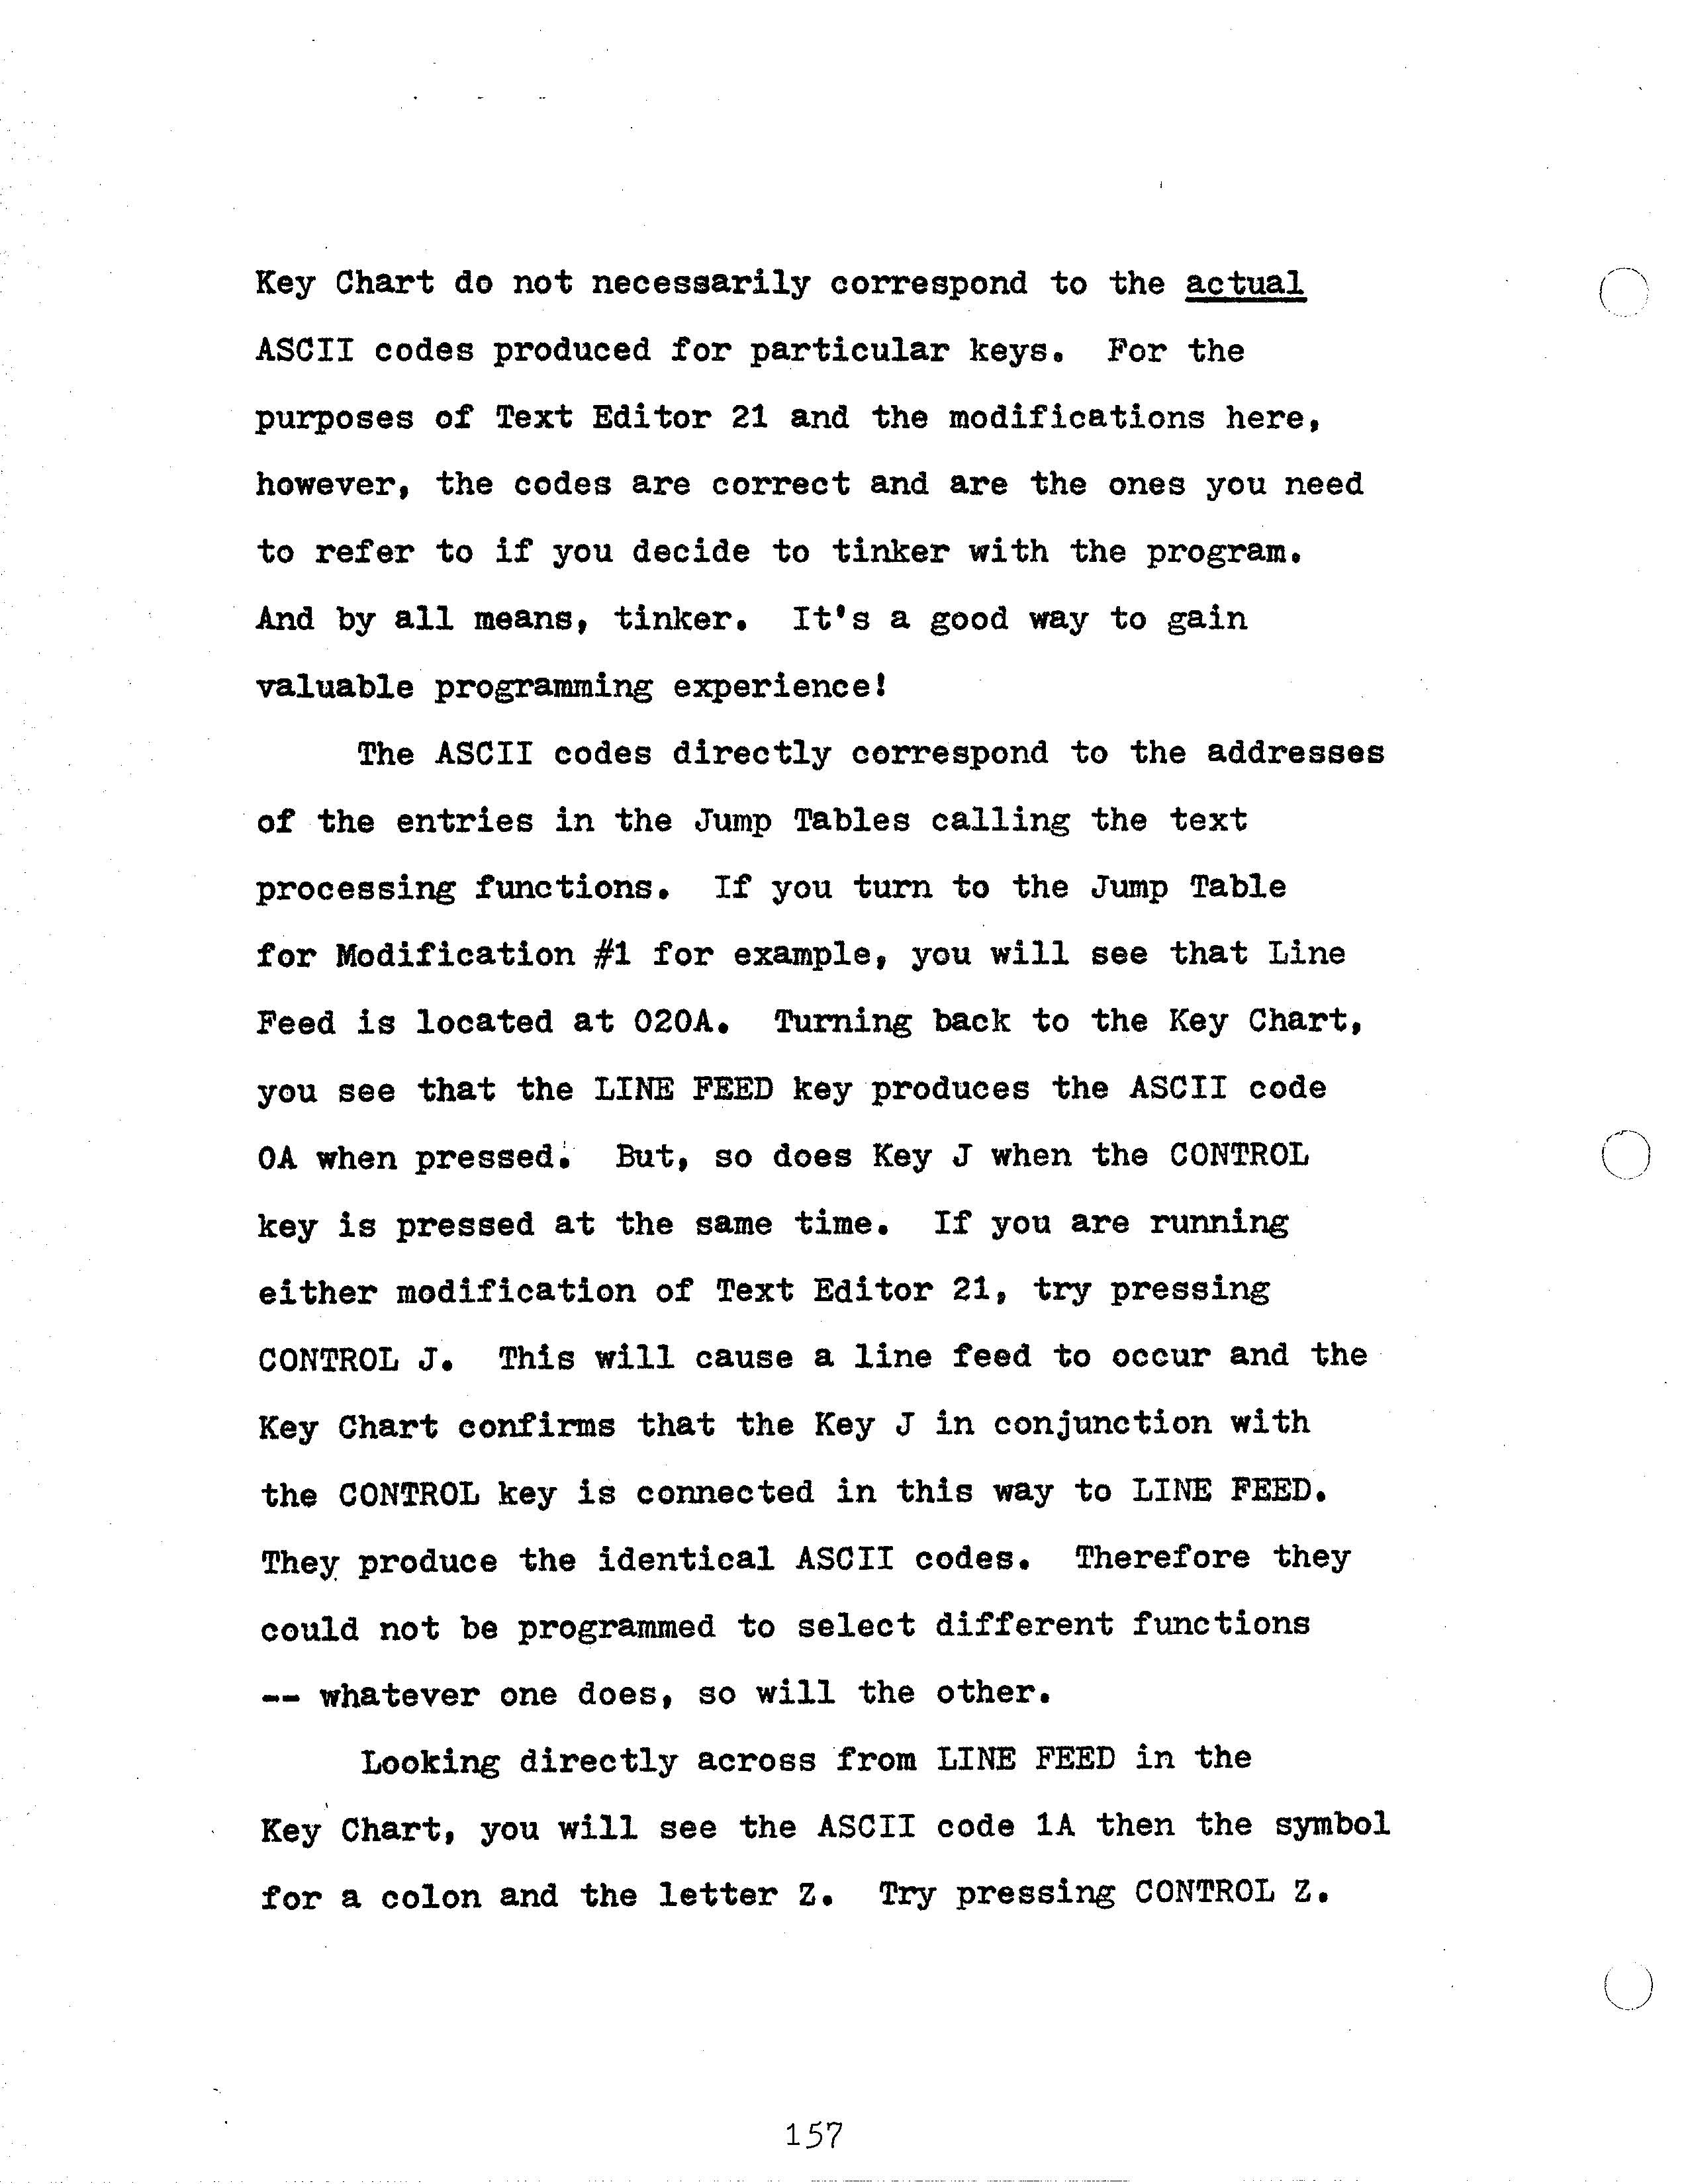 Key Chart do not necessarily correspond to the actual
ASCII codes produced for particular keys.  For the
purposes of Text Editor 21 and the modifications here,
however, the codes are correct and are the ones you need
to refer to if you decide to tinker with the program.
And by all means, tinker.  It's a good way to gain
valuable programming experience!
The ASCII codes directly correspond to the addresses
of the entries in the Jump Tables calling the text
processing functions.  If you turn to the Jump Table
for Modification #1 for example, you will see that Line
Feed is located at 020A.  Turning back to the Key Chart,
you see that the LINE FEED key produces the ASCII code
0A when pressed.  But, so does Key J when the CONTROL
key is pressed at the same time.  If you are running
either modification of Text Editor 21, try pressing
CONTROL J.  This will cause a line feed to occur and the
Key Chart confirms that the Key J in conjunction with
the CONTROL key is connected in this way to LINE FEED.
They produce the identical ASCII codes.  Therefore they
could not be programmed to select different functions
-- whatever one does, so will the other.
Looking directly across from LINE FEED in the
Key Chart, you will see the ASCII code 1A then the symbol
for a colon and the letter Z.  Try pressing CONTROL Z.
157